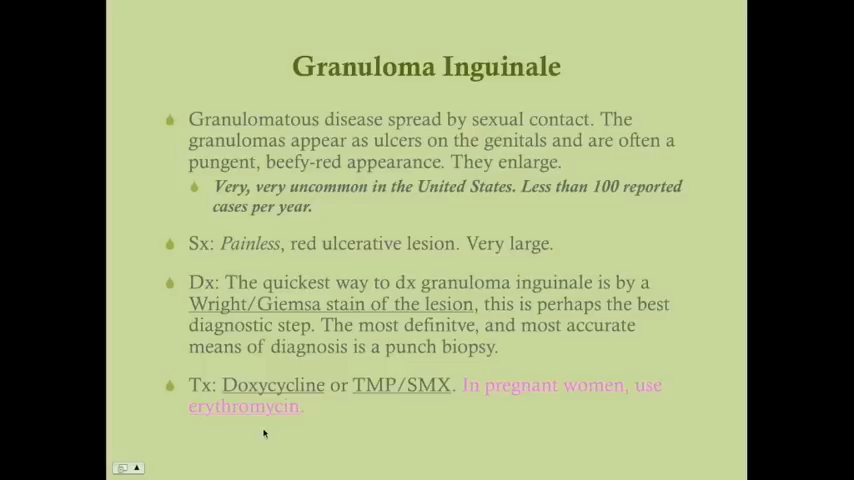 Granuloma Inguinale
Granulomatous disease spread by sexual contact. The
granulomas appear as ulcers on the genitals and are often a
pungent, beefy-red appearance. They enlarge.
Very, very uncommon in the United States. Less than 100 reported
cases per year.
Sx: Painless, red ulcerative lesion. Very large.
Dx: The quickest way to dx granuloma inguinale is by a
Wright/Giemsa stain of the lesion, this is perhaps the best
diagnostic step. The most definitve, and most accurate
means of diagnosis is a punch biopsy.
Tx: Doxycycline or TMP/SMX. In pregnant women, use
erythromycin.